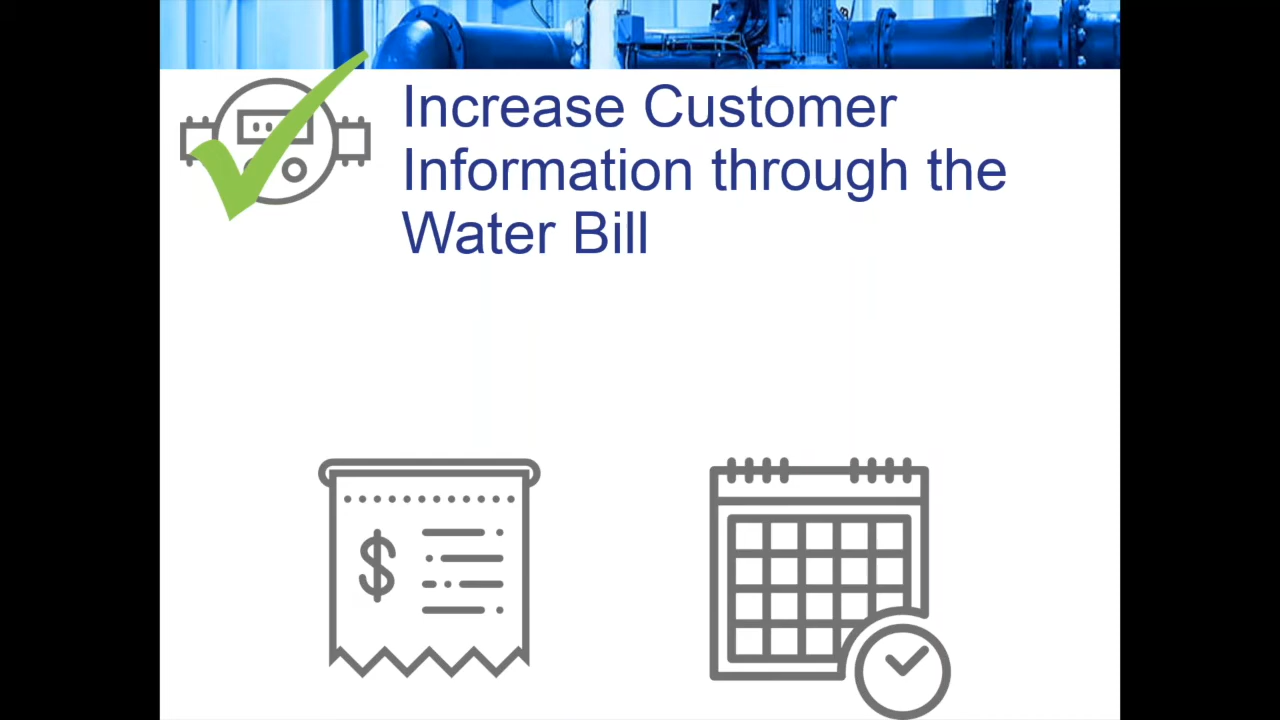 Increase Customer
Information through the
Water Bill
$